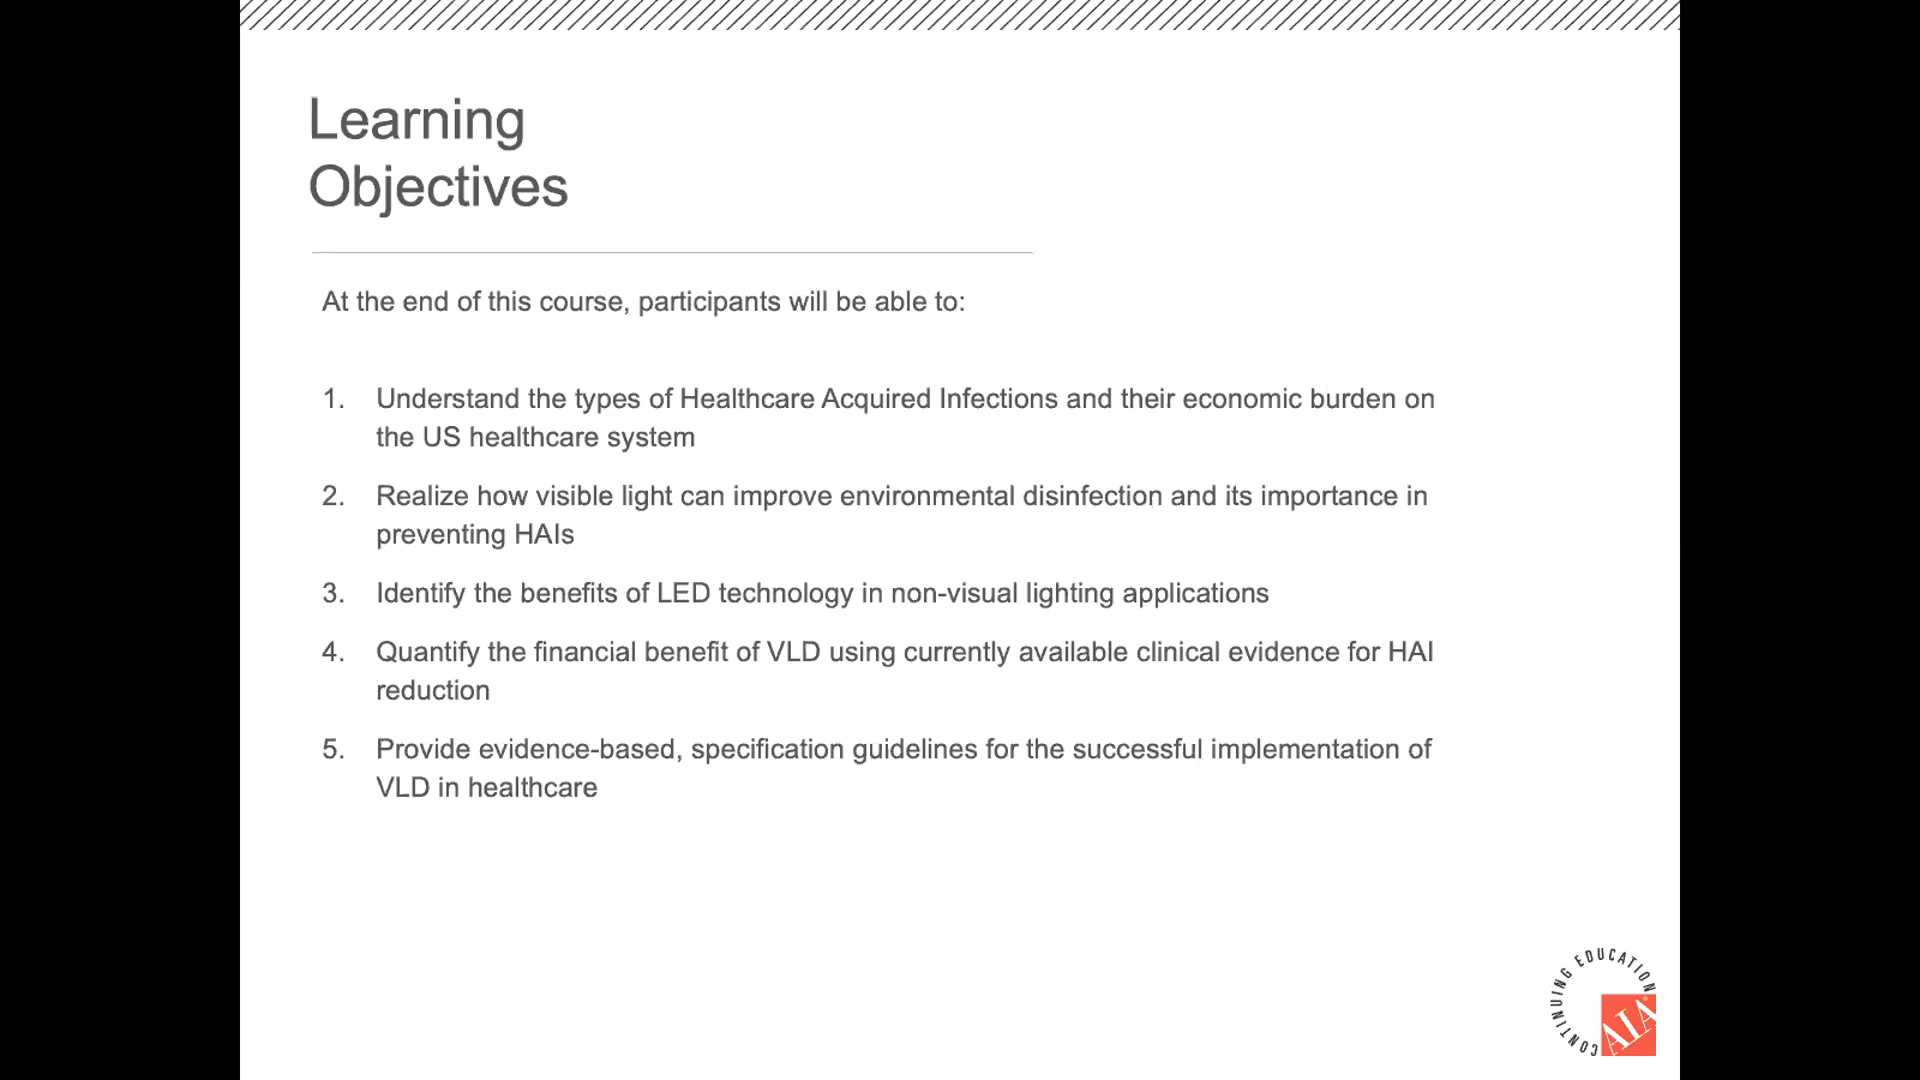 Learning
Objectives
At the end of this course, participants will be able to:
1. Understand the types of Healthcare Acquired Infections and their economic burden on
the US healthcare system
2. Realize how visible light can improve environmental disinfection and its importance in
preventing HAIs
3. Identify the benefits of LED technology in non-visual lighting applications
4. Quantify the financial benefit of VLD using currently available clinical evidence for HAI
reduction
5. Provide evidence-based, specification guidelines for the successful implementation of
VLD in healthcare
CONTINUING EDUCATION
AIA